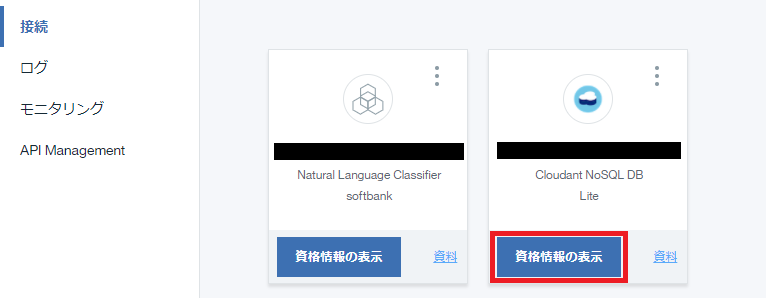 接続
ログ
モニタリング
API Management
Natural Language Classifier
softbank
資格情報の表示
資料
Cloudant NoSQL DB
Lite
資格情報の表示
資料